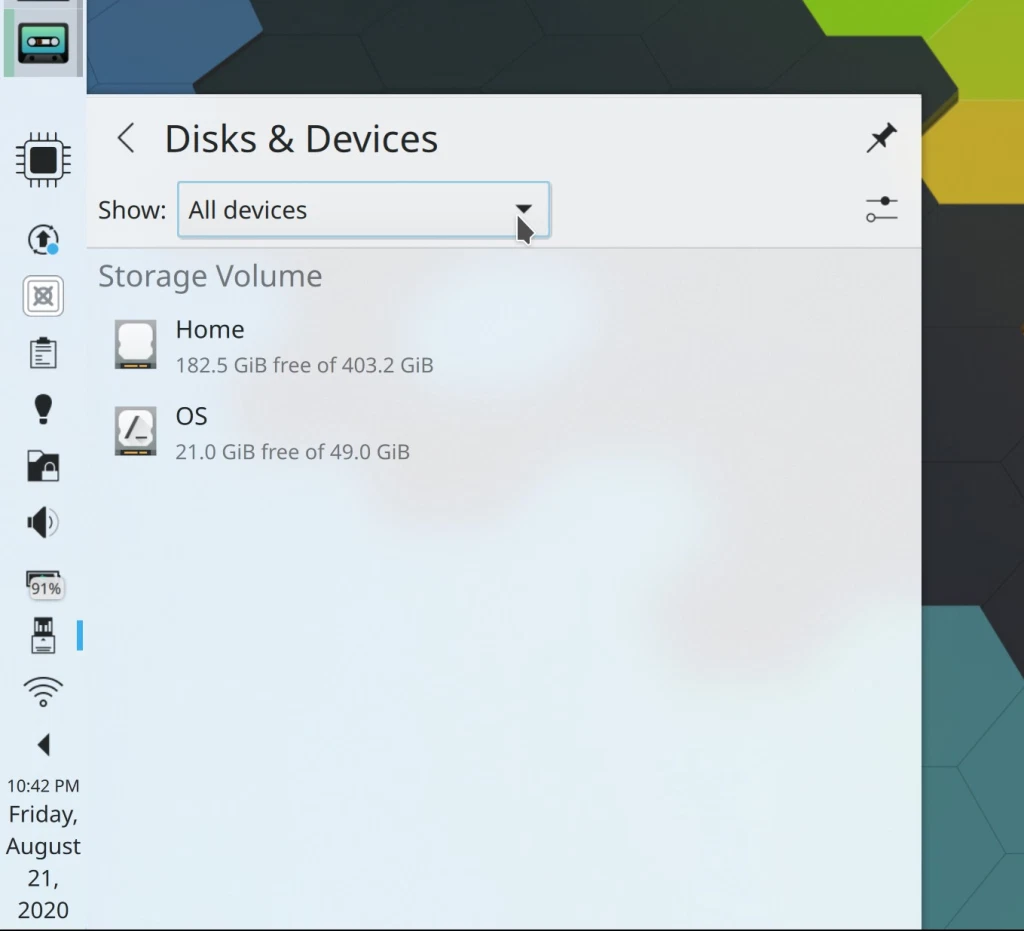 Disks & Devices
Show: All devices
Storage Volume
Home
182.5 GiB free of 403.2 GiB
OS
21.0 GiB free of 49.0 GiB
91%
10:42 PM
Friday,
August
21,
2020